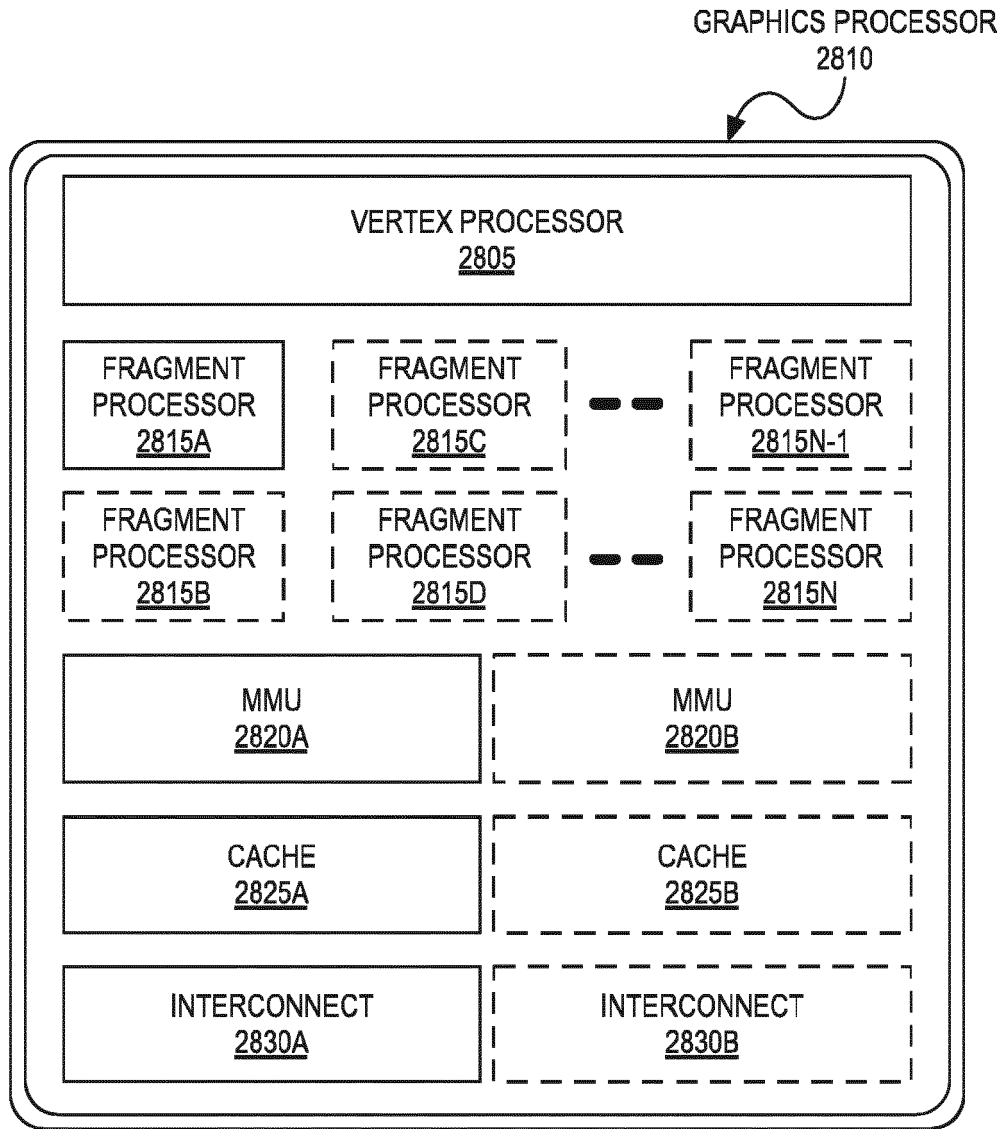 GRAPHICS PROCESSOR
2810
VERTEX PROCESSOR
2805
FRAGMENT
PROCESSOR
2815A
FRAGMENT
PROCESSOR
2815C
FRAGMENT
PROCESSOR
2815N-1
FRAGMENT
PROCESSOR
2815B
FRAGMENT
PROCESSOR
2815D
FRAGMENT
PROCESSOR
2815N
MMU
2820A
MMU
2820B
CACHE
2825A
CACHE
2825B
INTERCONNECT
2830A
INTERCONNECT
2830B